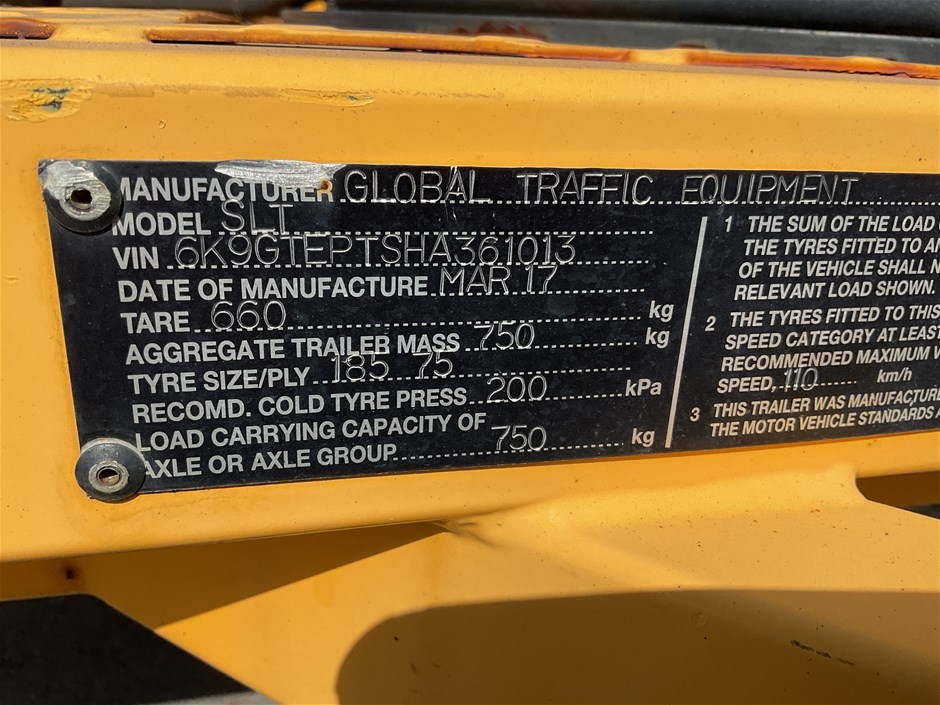 MANUFACTURER GLOBAL TRAFFIC EQUIPMENT
MODEL SLT
VIN 6K9GTEPTSHA361013
DATE OF MANUFACTURE MAR 17
TARE 660 kg
AGGREGATE TRAILER MASS 750 kg
TYRE SIZE/PLY 185 75
RECOMD. COLD TYRE PRESS 200 kPa
LOAD CARRYING CAPACITY OF
AXLE OR AXLE GROUP 750 kg
1 THE SUM OF THE LOAD
THE TYRES FITTED TO
OF THE VEHICLE SHALL
RELEVANT LOAD SHOWN.
2 THE TYRES FITTED TO THIS
SPEED CATEGORY AT LEAST
RECOMMENDED MAXIMUM
SPEED, 110 km/h
3 THIS TRAILER WAS MANUFACTURE
THE MOTOR VEHICLE STANDARDS